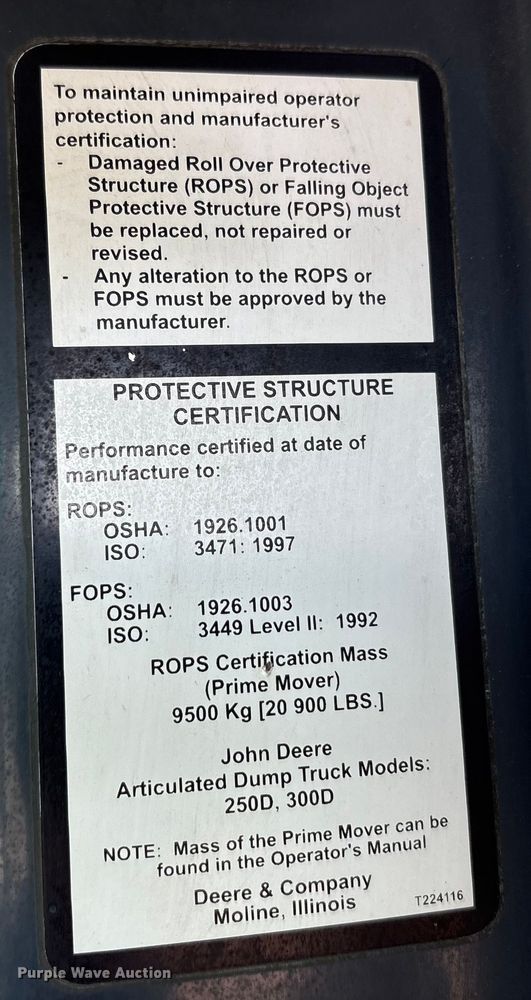 To maintain unimpaired operator
protection and manufacturer's
certification:
- Damaged Roll Over Protective
Structure (ROPS) or Falling Object
Protective Structure (FOPS) must
be replaced, not repaired or
revised.
- Any alteration to the ROPS or
FOPS must be approved by the
manufacturer.
PROTECTIVE STRUCTURE
CERTIFICATION
Performance certified at date of
manufacture to:
ROPS:
OSHA: 1926.1001
ISO: 3471: 1997
FOPS:
OSHA: 1926.1003
ISO: 3449 Level II: 1992
ROPS Certification Mass
(Prime Mover)
9500 Kg [20 900 LBS.]
John Deere
Articulated Dump Truck Models:
250D, 300D
NOTE: Mass of the Prime Mover can be
found in the Operator's Manual
Deere & Company
Moline, Illinois
T224116
Purple Wave Auction